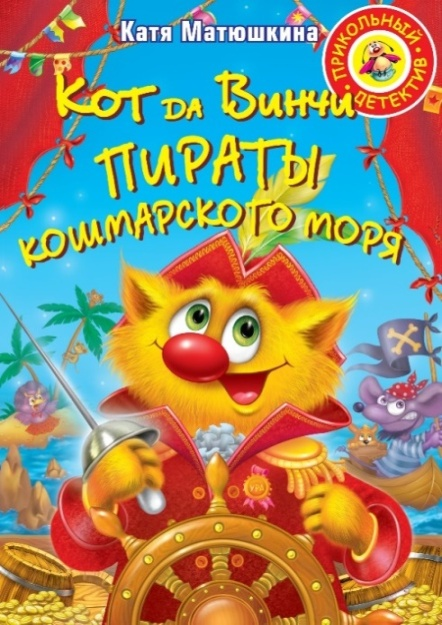 Катя Матюшкина
ПРИКОЛЬНЫЙ
ДЕТЕКТИВ
Кот да Винчи
ПИРАТЫ
КОШМАРСКОГО МОРЯ